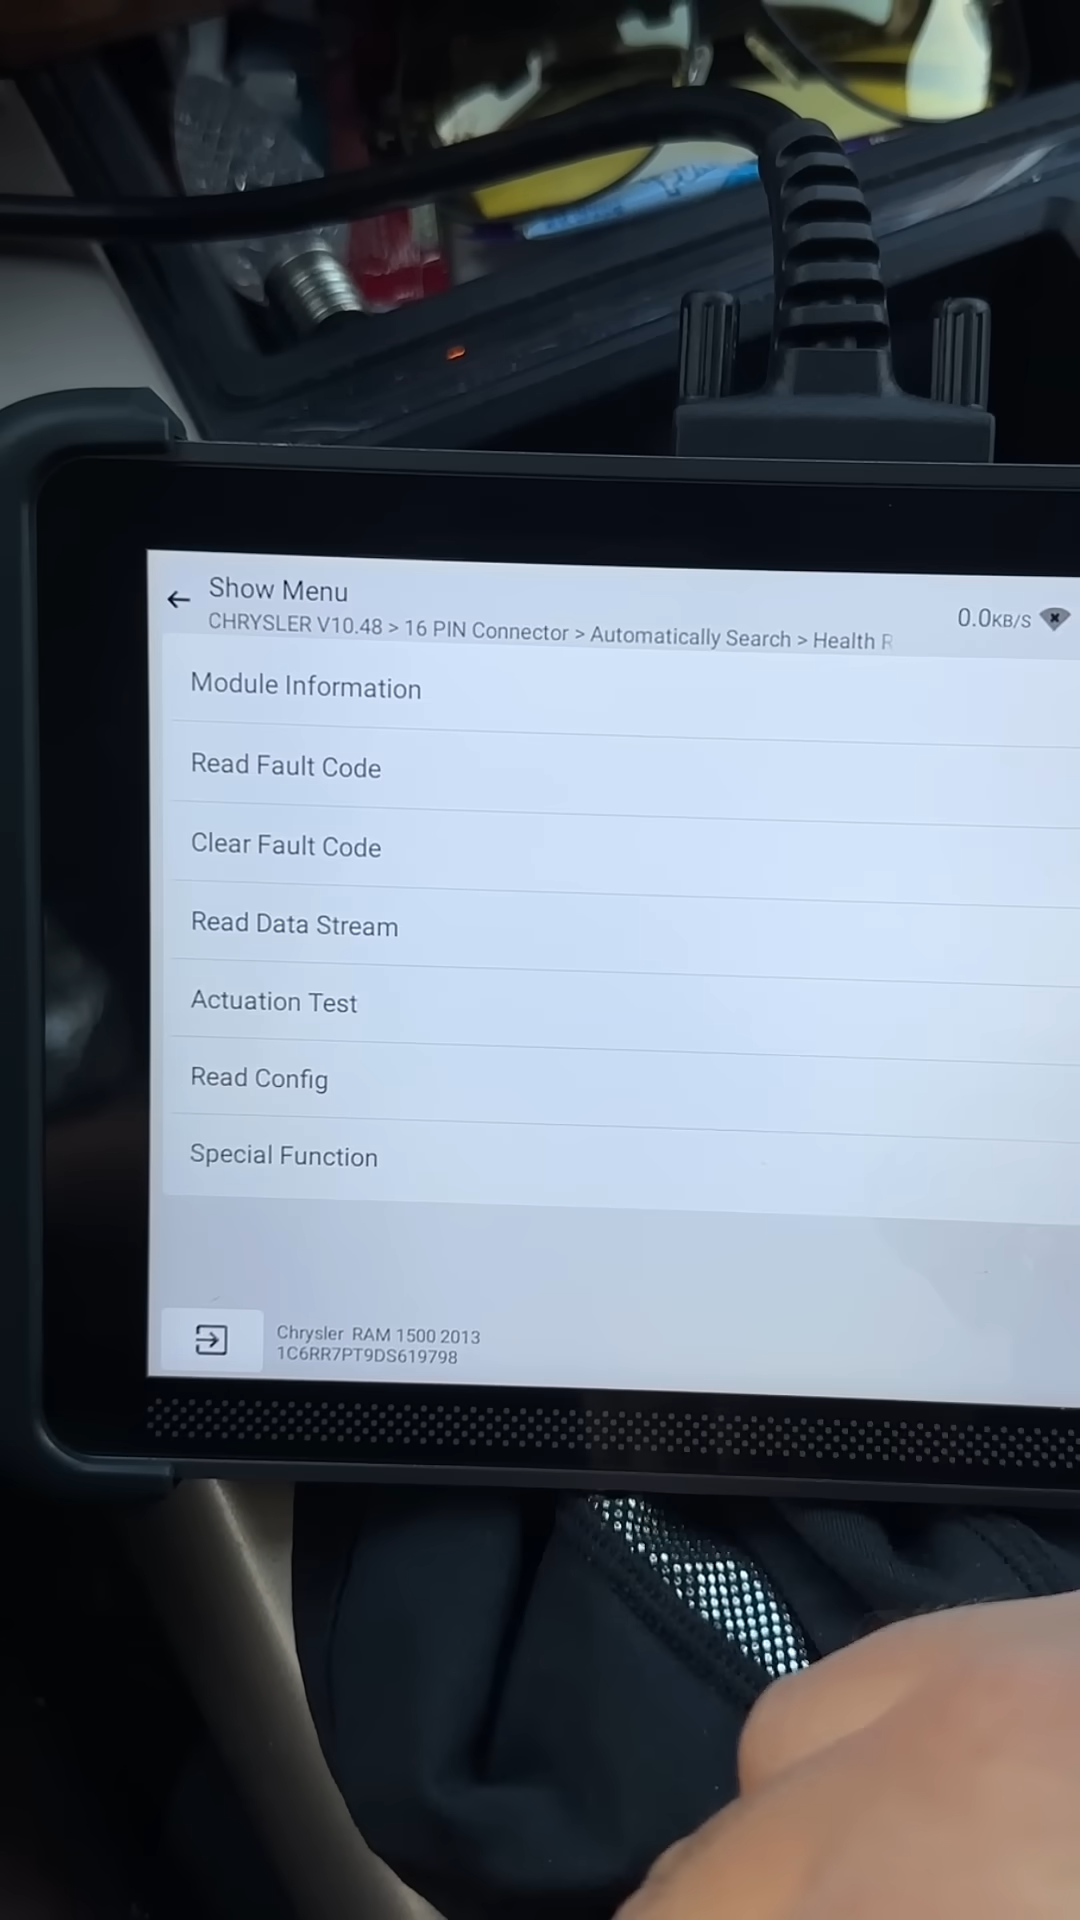 Show Menu
CHRYSLER V10.48 > 16 PIN Connector > Automatically Search > Health R
0.0KB/S
Module Information
Read Fault Code
Clear Fault Code
Read Data Stream
Actuation Test
Read Config
Special Function
Chrysler RAM 1500 2013
1C6RR7PT9DS619798